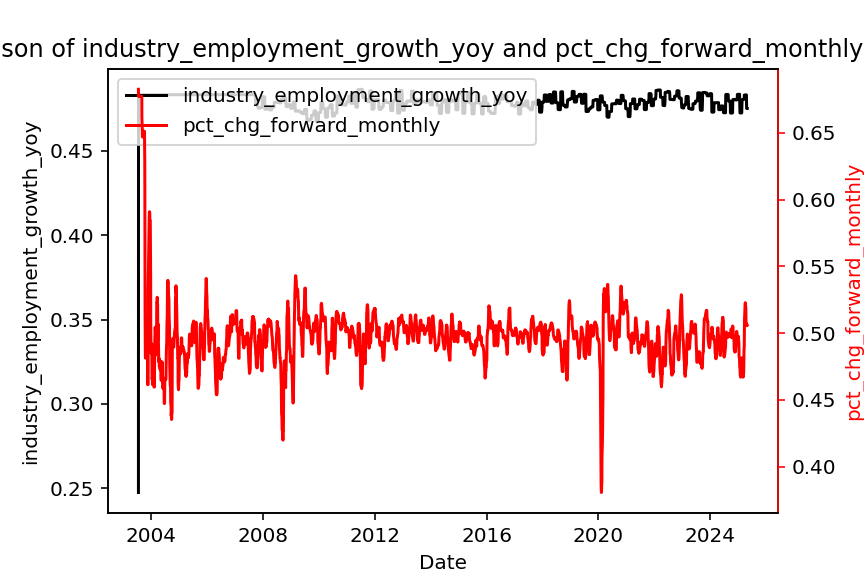 son of industry_employment_growth_yoy and pct_chg_forward_monthly
industry_employment_growth_yoy
pct_chg_forward_monthly
industry_employment_growth_yoy
0.45
0.40
0.35
0.30
0.25
0.65
0.60
0.55
0.50
0.45
0.40
pct_chg_forward_monthly
2004 2008 2012 2016 2020 2024
Date